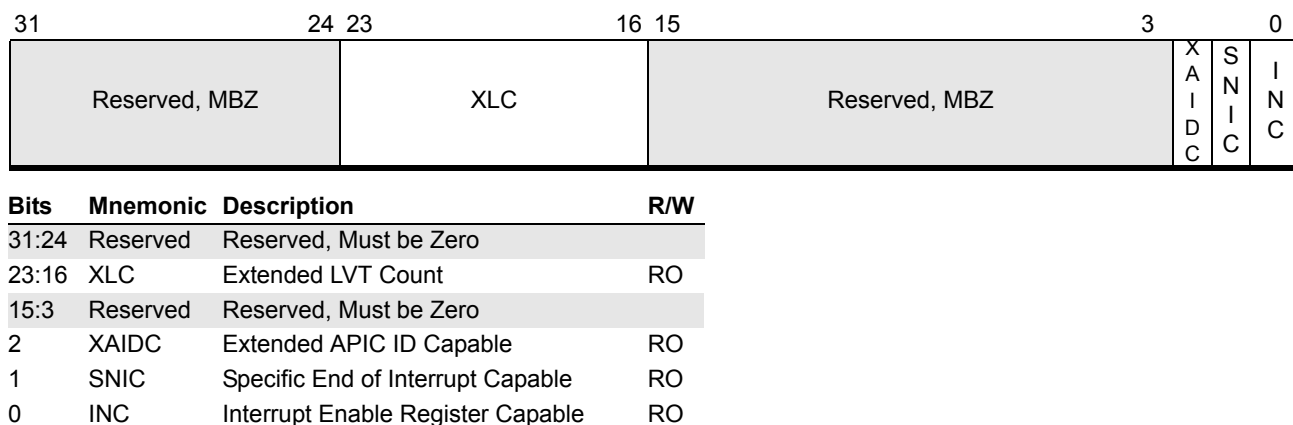 31 24 23 16 15 3 0
Reserved, MBZ XLC Reserved, MBZ XAIDC SNIC INC
Bits Mnemonic Description R/W
31:24 Reserved Reserved, Must be Zero
23:16 XLC Extended LVT Count RO
15:3 Reserved Reserved, Must be Zero
2 XAIDC Extended APIC ID Capable RO
1 SNIC Specific End of Interrupt Capable RO
0 INC Interrupt Enable Register Capable RO